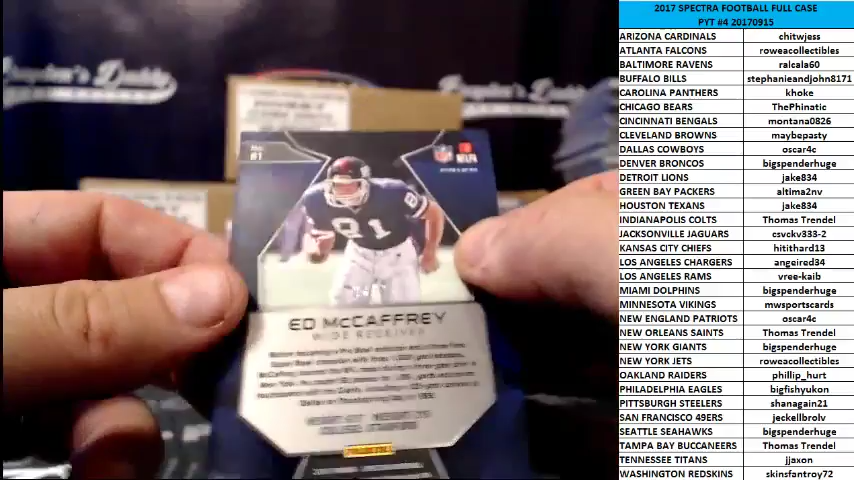 2017 SPECTRA FOOTBALL FULL CASE
PYT #4 20170915
ARIZONA CARDINALS chitwjess
ATLANTA FALCONS roweacollectibles
BALTIMORE RAVENS ralcala60
BUFFALO BILLS stephanieandjohn8171
CAROLINA PANTHERS khoke
CHICAGO BEARS ThePhinatic
CINCINNATI BENGALS montana0826
CLEVELAND BROWNS maybepasty
DALLAS COWBOYS oscar4c
DENVER BRONCOS bigspenderhuge
DETROIT LIONS jake834
GREEN BAY PACKERS altima2nv
HOUSTON TEXANS jake834
INDIANAPOLIS COLTS Thomas Trendel
JACKSONVILLE JAGUARS csvckv333-2
KANSAS CITY CHIEFS hitithard13
LOS ANGELES CHARGERS angeired34
LOS ANGELES RAMS vree-kaib
MIAMI DOLPHINS bigspenderhuge
MINNESOTA VIKINGS mwsportscards
NEW ENGLAND PATRIOTS oscar4c
NEW ORLEANS SAINTS Thomas Trendel
NEW YORK GIANTS bigspenderhuge
NEW YORK JETS roweacollectibles
OAKLAND RAIDERS phillip_hurt
PHILADELPHIA EAGLES bigfishyukon
PITTSBURGH STEELERS shanagain21
SAN FRANCISCO 49ERS jeckellbrolv
SEATTLE SEAHAWKS bigspenderhuge
TAMPA BAY BUCCANEERS Thomas Trendel
TENNESSEE TITANS jjaxon
WASHINGTON REDSKINS skinsfantroy72
No.
81
81
ED McCAFFREY
WIDE RECEIVER
PANINI